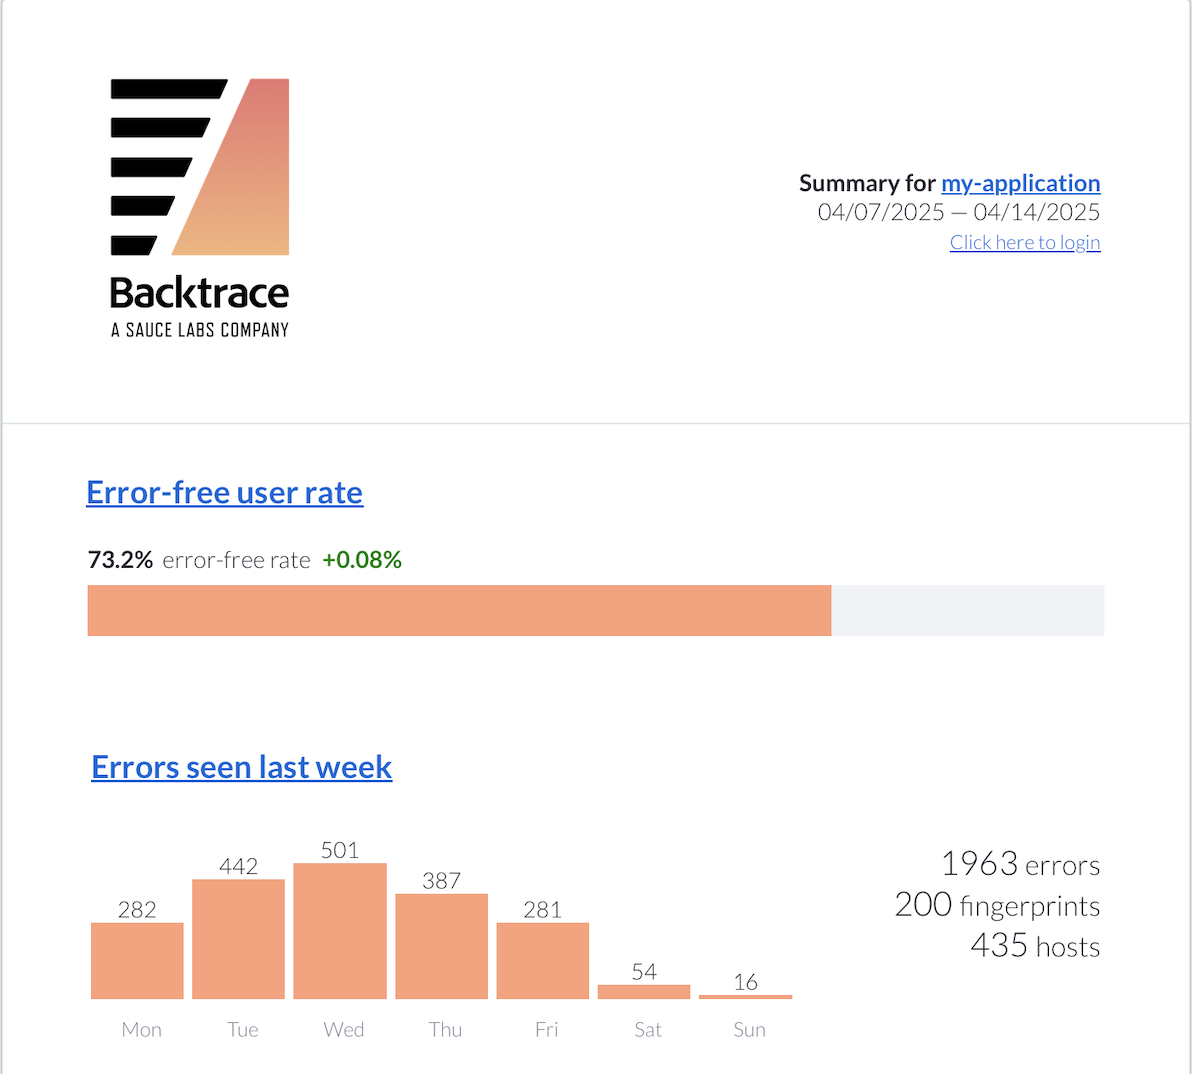 Backtrace
A SAUCE LABS COMPANY
Summary for my-application
04/07/2025 — 04/14/2025
Click here to login
Error-free user rate
73.2% error-free rate +0.08%
Errors seen last week
282 442 501 387 281 54 16
Mon Tue Wed Thu Fri Sat Sun
1963 errors
200 fingerprints
435 hosts